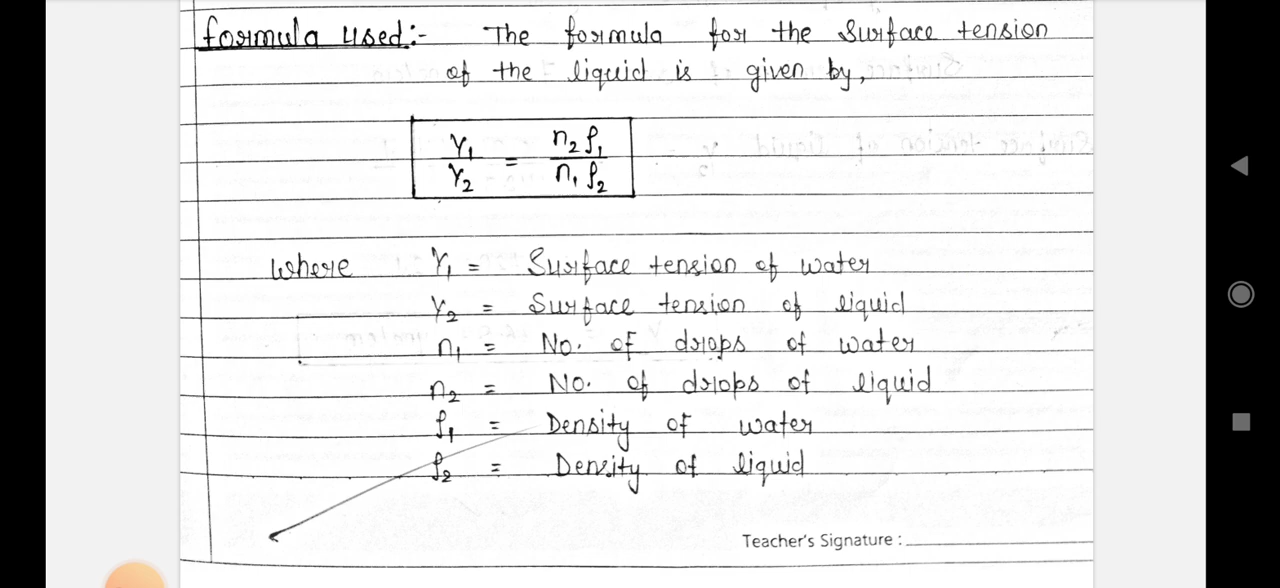 formula used:- The formula for the surface tension
of the liquid is given by,
γ₁/γ₂ = n₂ρ₁/n₁ρ₂
where γ₁ = Surface tension of water
γ₂ = Surface tension of liquid
n₁ = No. of drops of water
n₂ = No. of drops of liquid
ρ₁ = Density of water
ρ₂ = Density of liquid
Teacher's Signature :